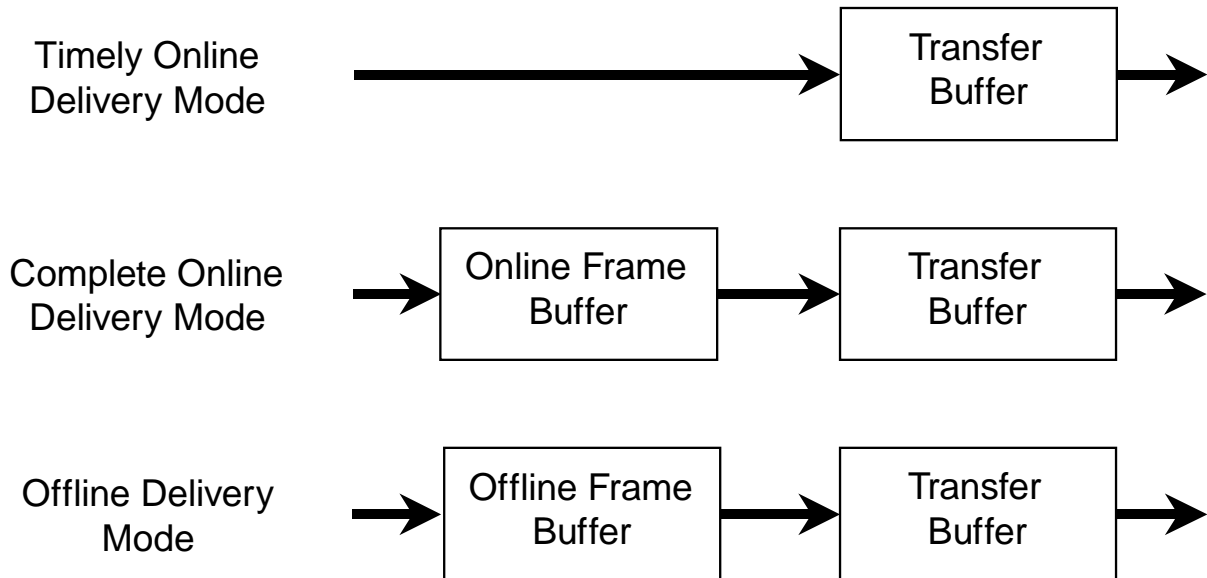 Timely Online
Delivery Mode
Transfer
Buffer
Complete Online
Delivery Mode
Online Frame
Buffer
Transfer
Buffer
Offline Delivery
Mode
Offline Frame
Buffer
Transfer
Buffer